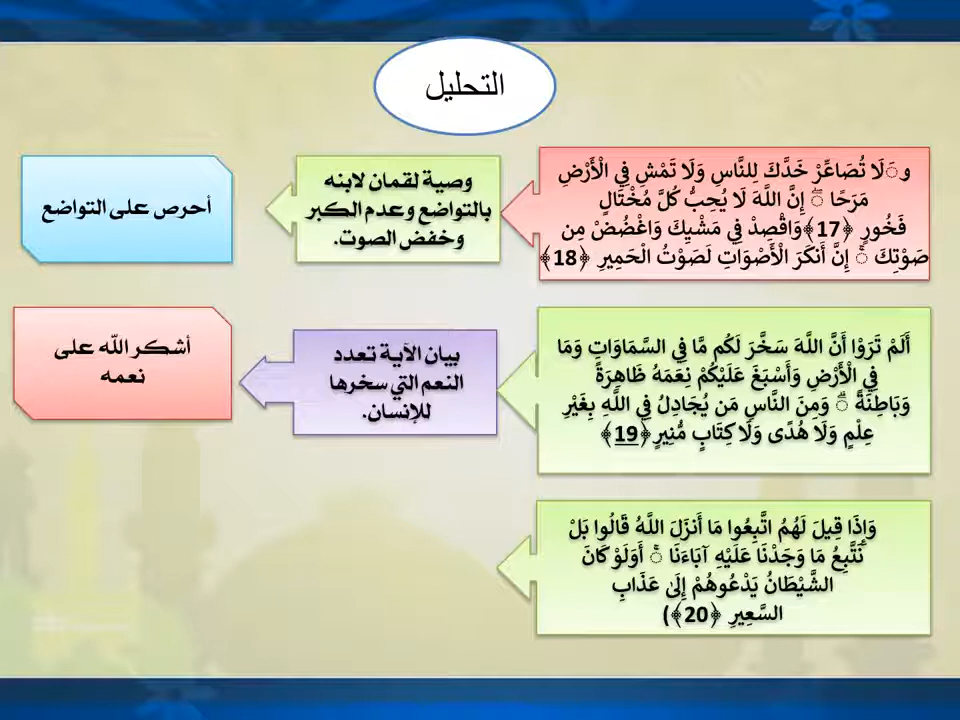 التحليل
وَلَا تُصَاعِّرْ خَدَّكَ لِلنَّاسِ وَلَا تَمْشِ فِي الْأَرْضِ
مَرَحًا ۖ إِنَّ اللَّهَ لَا يُحِبُّ كُلَّ مُخْتَالٍ
فَخُورٍ ﴿17﴾وَاقْصِدْ فِي مَشْيِكَ وَاغْضُضْ مِن
صَوْتِكَ ۚ إِنَّ أَنكَرَ الْأَصْوَاتِ لَصَوْتُ الْحَمِيرِ ﴿18﴾
وصية لقمان لابنه
بالتواضع وعدم الكبر
وخفض الصوت.
أحرص على التواضع
أَلَمْ تَرَوْا أَنَّ اللَّهَ سَخَّرَ لَكُم مَّا فِي السَّمَاوَاتِ وَمَا
فِي الْأَرْضِ وَأَسْبَغَ عَلَيْكُمْ نِعَمَهُ ظَاهِرَةً
وَبَاطِنَةً ۗ وَمِنَ النَّاسِ مَن يُجَادِلُ فِي اللَّهِ بِغَيْرِ
عِلْمٍ وَلَا هُدًى وَلَا كِتَابٍ مُّنِيرٍ﴿19﴾
بيان الآية تعدد
النعم التي سخرها
للإنسان.
أشكر الله على
نعمه
وَإِذَا قِيلَ لَهُمُ اتَّبِعُوا مَا أَنزَلَ اللَّهُ قَالُوا بَلْ
نَتَّبِعُ مَا وَجَدْنَا عَلَيْهِ آبَاءَنَا ۚ أَوَلَوْ كَانَ
الشَّيْطَانُ يَدْعُوهُمْ إِلَىٰ عَذَابِ
السَّعِيرِ ﴿20﴾)